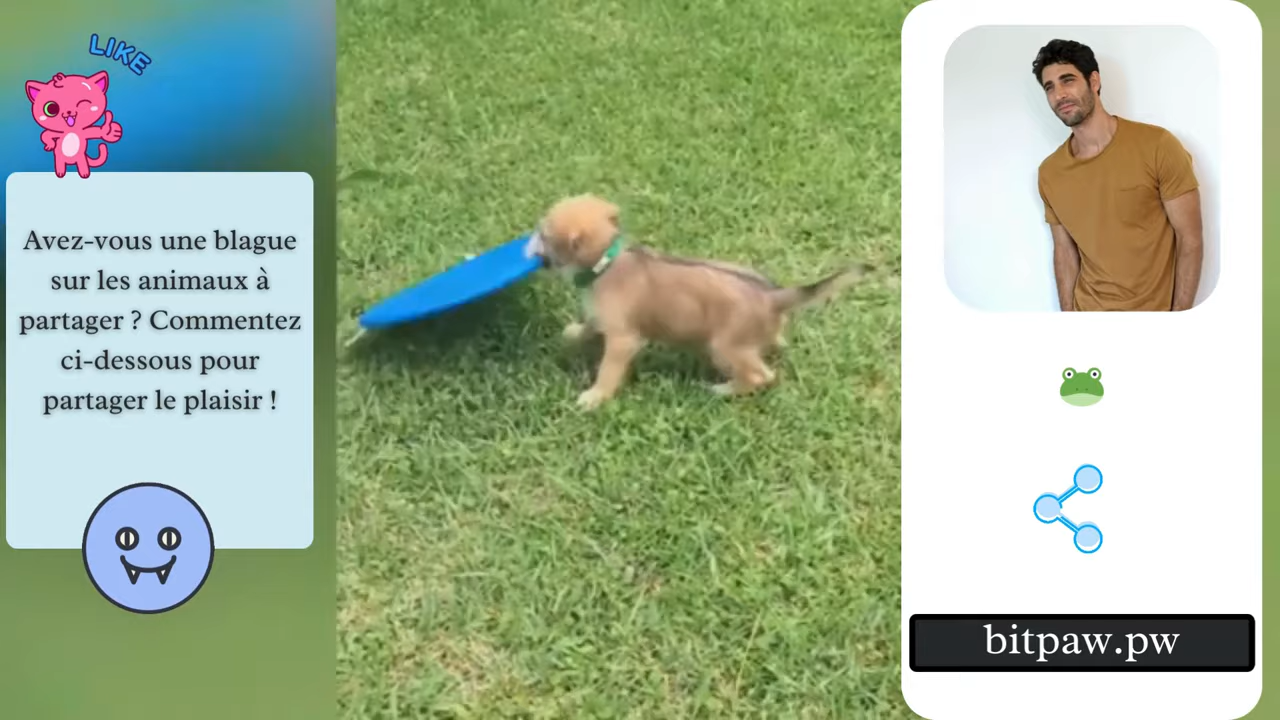 LIKE
Avez-vous une blague
sur les animaux à
partager ? Commentez
ci-dessous pour
partager le plaisir !
bitpaw.pw